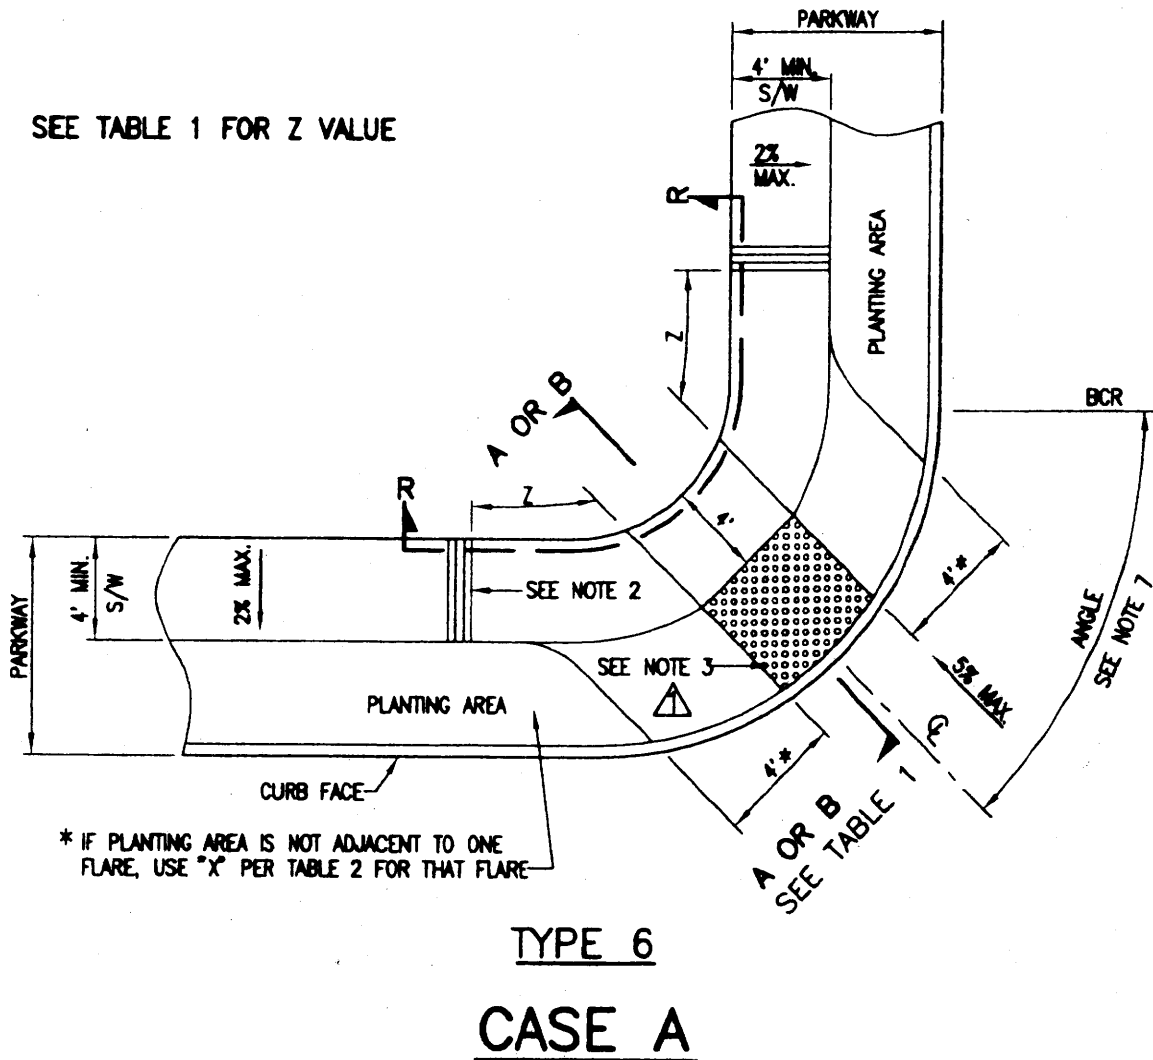 PARKWAY
4' MIN.
S/W
SEE TABLE 1 FOR Z VALUE
2%
MAX.
R
PLANTING AREA
Z
A OR B
BCR
R
Z
4'
PARKWAY
4' MIN.
S/W
2% MAX.
SEE NOTE 2
4'*
ANGLE
SEE NOTE 7
SEE NOTE 3
1
5% MAX.
PLANTING AREA
℄
4'*
CURB FACE
A OR B
SEE TABLE 1
* IF PLANTING AREA IS NOT ADJACENT TO ONE
FLARE, USE "X" PER TABLE 2 FOR THAT FLARE
TYPE 6
CASE A